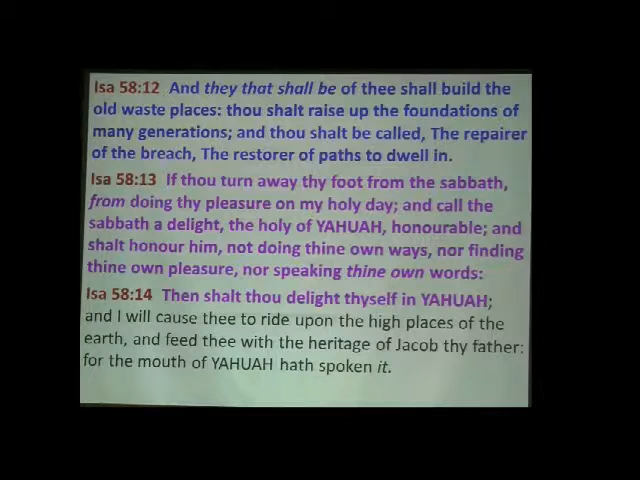 Isa 58:12 And they that shall be of thee shall build the
old waste places: thou shalt raise up the foundations of
many generations; and thou shalt be called, The repairer
of the breach, The restorer of paths to dwell in.
Isa 58:13 If thou turn away thy foot from the sabbath,
from doing thy pleasure on my holy day; and call the
sabbath a delight, the holy of YAHUAH, honourable; and
shalt honour him, not doing thine own ways, nor finding
thine own pleasure, nor speaking thine own words:
Isa 58:14 Then shalt thou delight thyself in YAHUAH;
and I will cause thee to ride upon the high places of the
earth, and feed thee with the heritage of Jacob thy father:
for the mouth of YAHUAH hath spoken it.